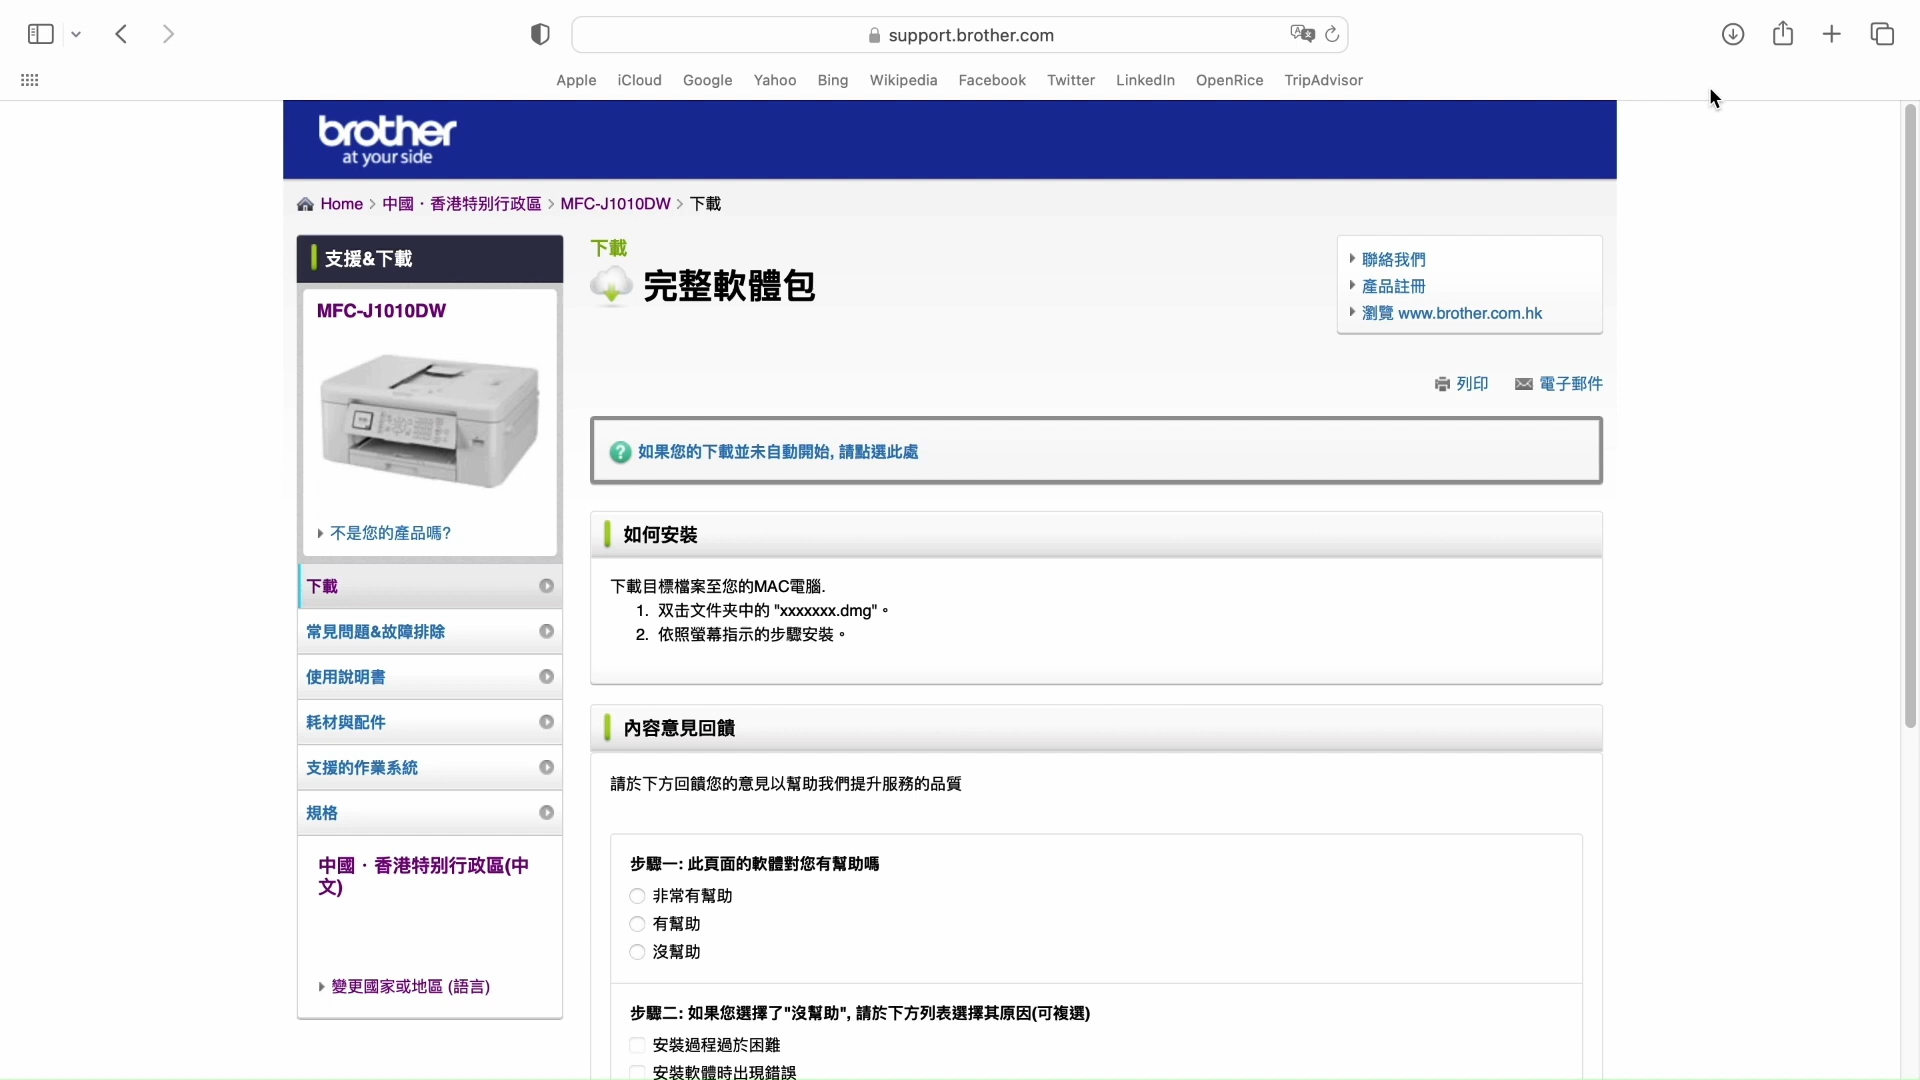 support.brother.com
Apple iCloud Google Yahoo Bing Wikipedia Facebook Twitter LinkedIn OpenRice TripAdvisor
brother
at your side
Home > 中國‧香港特別行政區 > MFC-J1010DW > 下載
支援&下載
MFC-J1010DW
不是您的產品嗎?
下載
常見問題&故障排除
使用說明書
耗材與配件
支援的作業系統
規格
中國‧香港特別行政區(中
文)
變更國家或地區 (語言)
下載
完整軟體包
聯絡我們
產品註冊
瀏覽 www.brother.com.hk
列印 電子郵件
如果您的下載並未自動開始, 請點選此處
如何安裝
下載目標檔案至您的MAC電腦.
1. 双击文件夹中的 "xxxxxxx.dmg"。
2. 依照螢幕指示的步驟安裝。
內容意見回饋
請於下方回饋您的意見以幫助我們提升服務的品質
步驟一: 此頁面的軟體對您有幫助嗎
非常有幫助
有幫助
沒幫助
步驟二: 如果您選擇了"沒幫助", 請於下方列表選擇其原因(可複選)
安裝過程過於困難
安裝軟體時出現錯誤